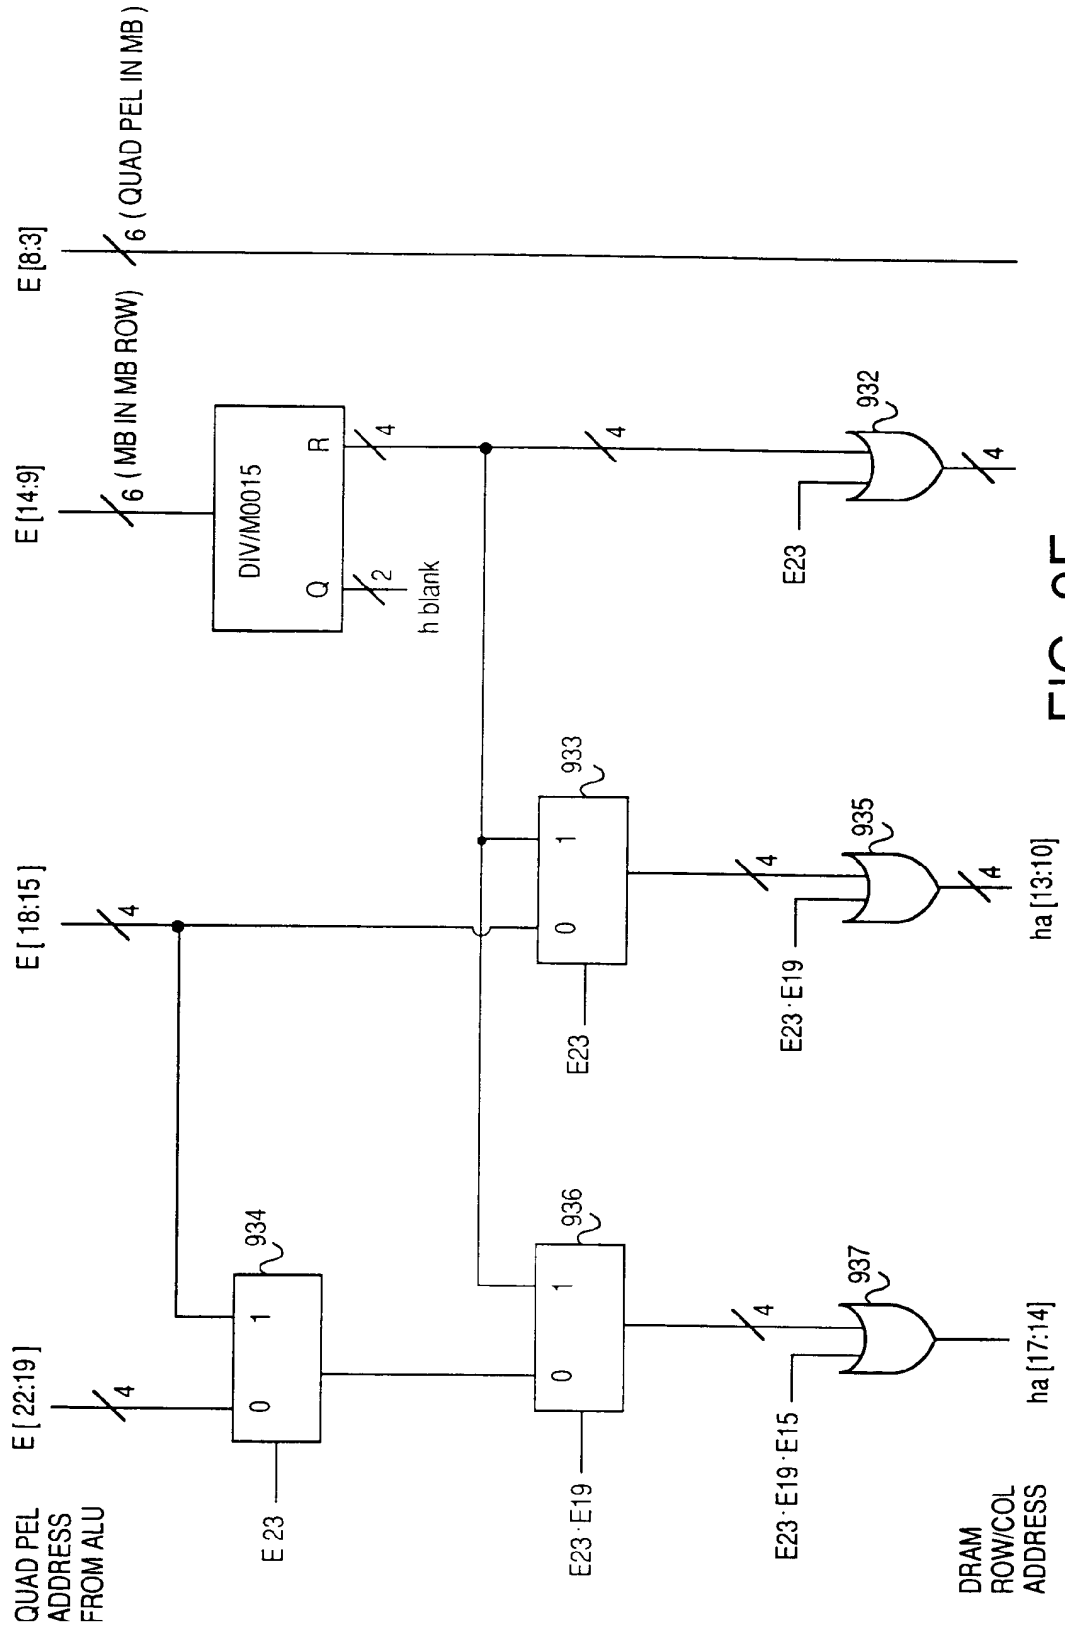 QUAD PEL
ADDRESS
FROM ALU
E [ 22:19 ]
E [ 18:15 ]
E [14:9]
E [8:3]
4
4
6 ( MB IN MB ROW)
6 ( QUAD PEL IN MB )
934
0
1
E 23
DIV/M0015
Q
R
2
4
h blank
936
0
1
E23 · E19
933
0
1
E23
4
4
4
937
E23 · E19 · E15
935
E23 · E19
932
E23
4
4
DRAM
ROW/COL
ADDRESS
ha [17:14]
ha [13:10]
FIG.